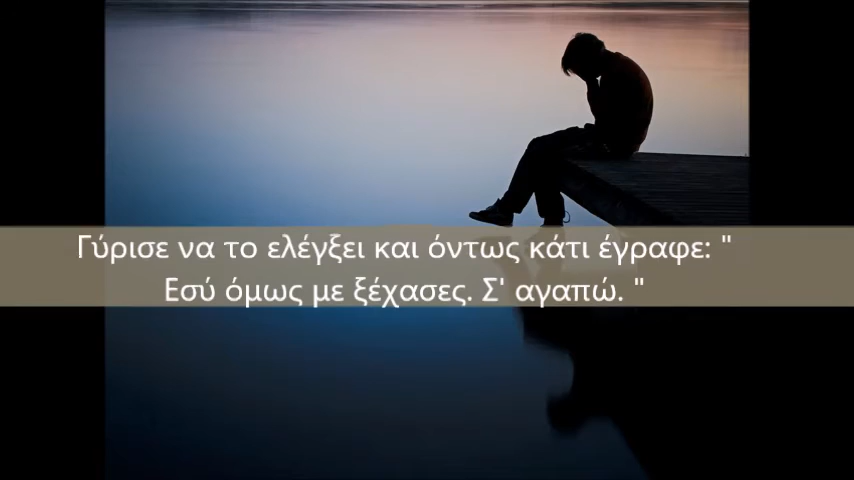 Γύρισε να το ελέγξει και όντως κάτι έγραφε: "
Εσύ όμως με ξέχασες. Σ' αγαπώ. "